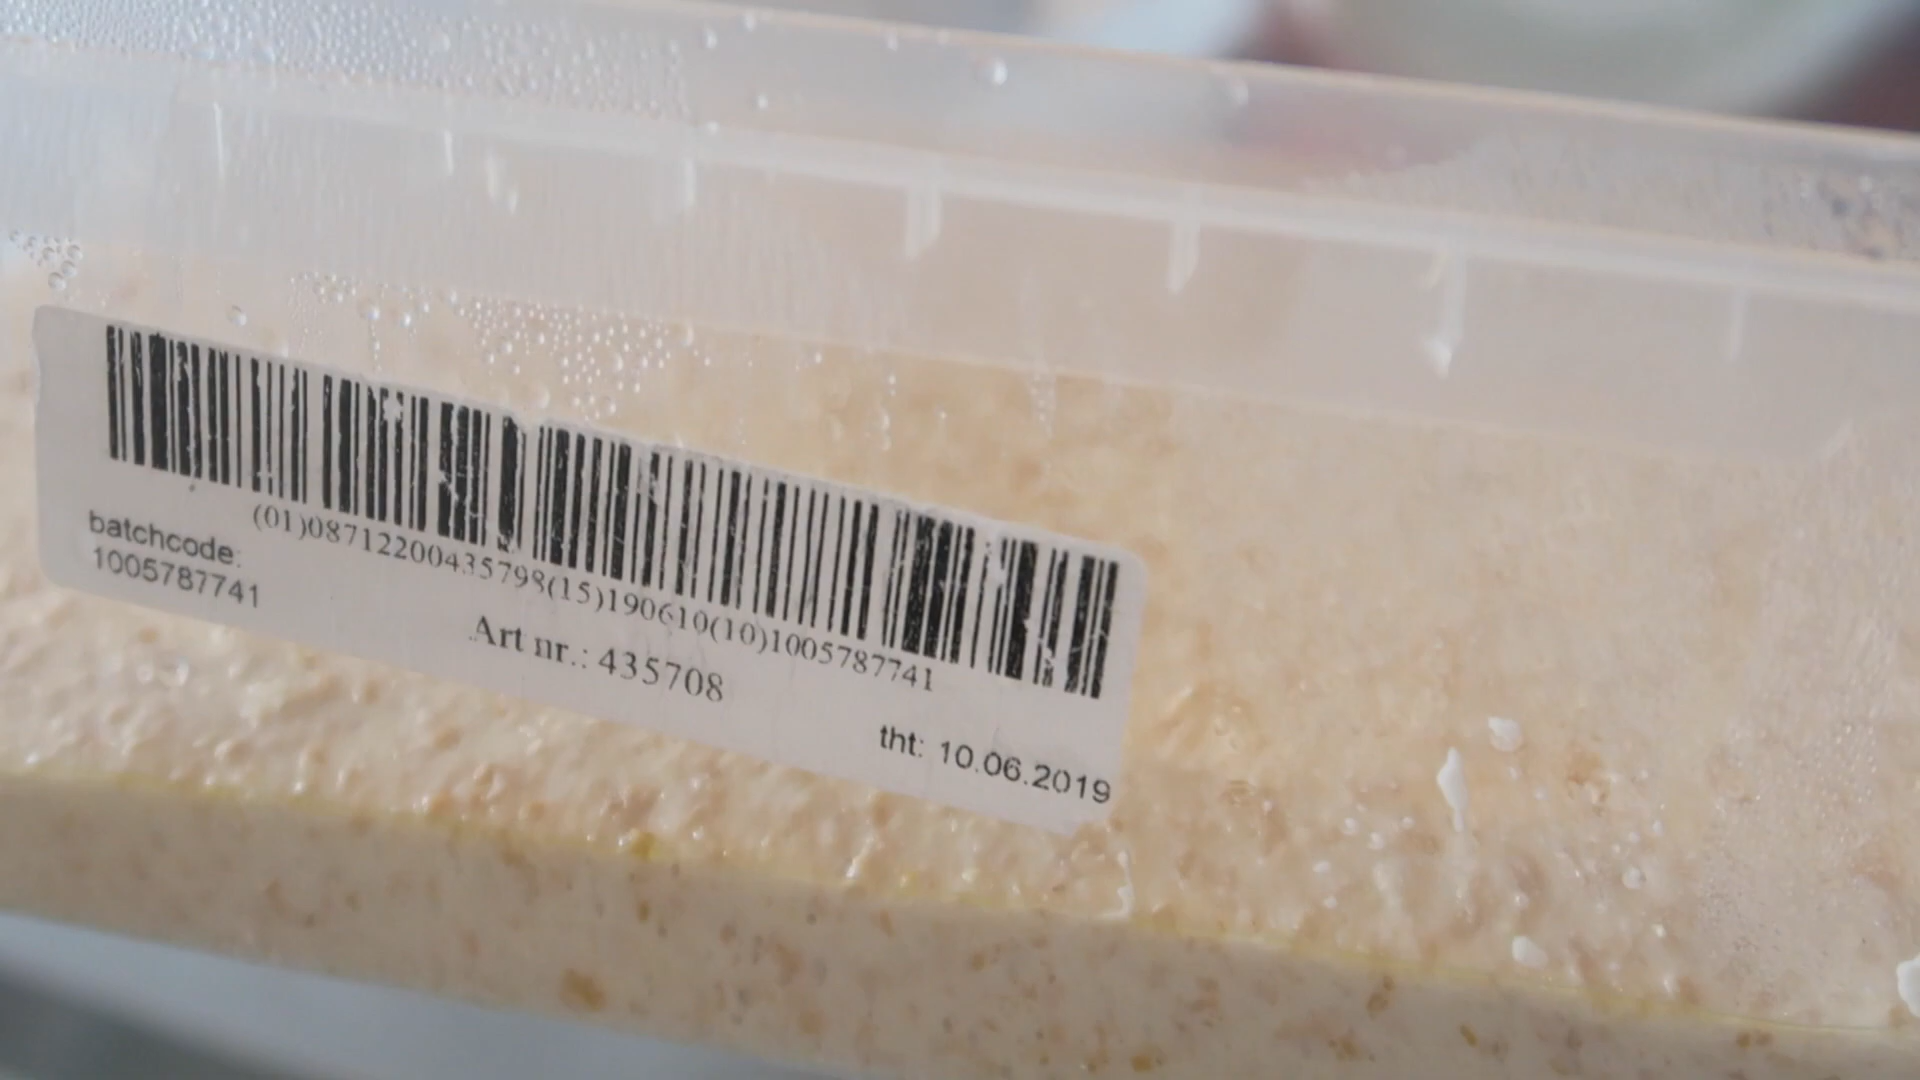 (01)08712200435798(15)190610(10)1005787741
batchcode:
1005787741
Art nr.: 435708
tht: 10.06.2019